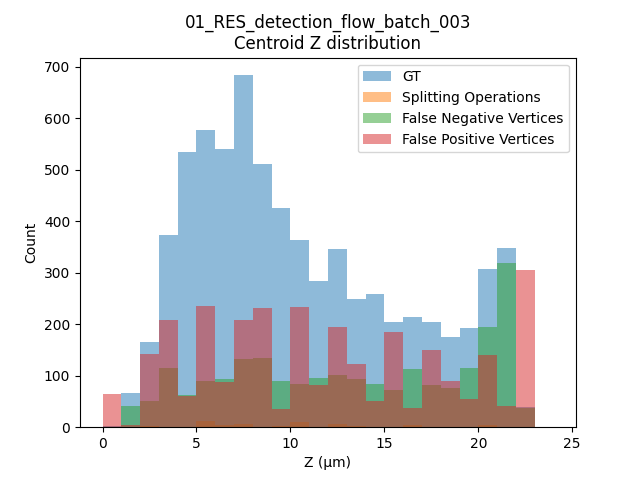 01_RES_detection_flow_batch_003
Centroid Z distribution
GT
Splitting Operations
False Negative Vertices
False Positive Vertices
Count
700
600
500
400
300
200
100
0
0 5 10 15 20 25
Z (µm)